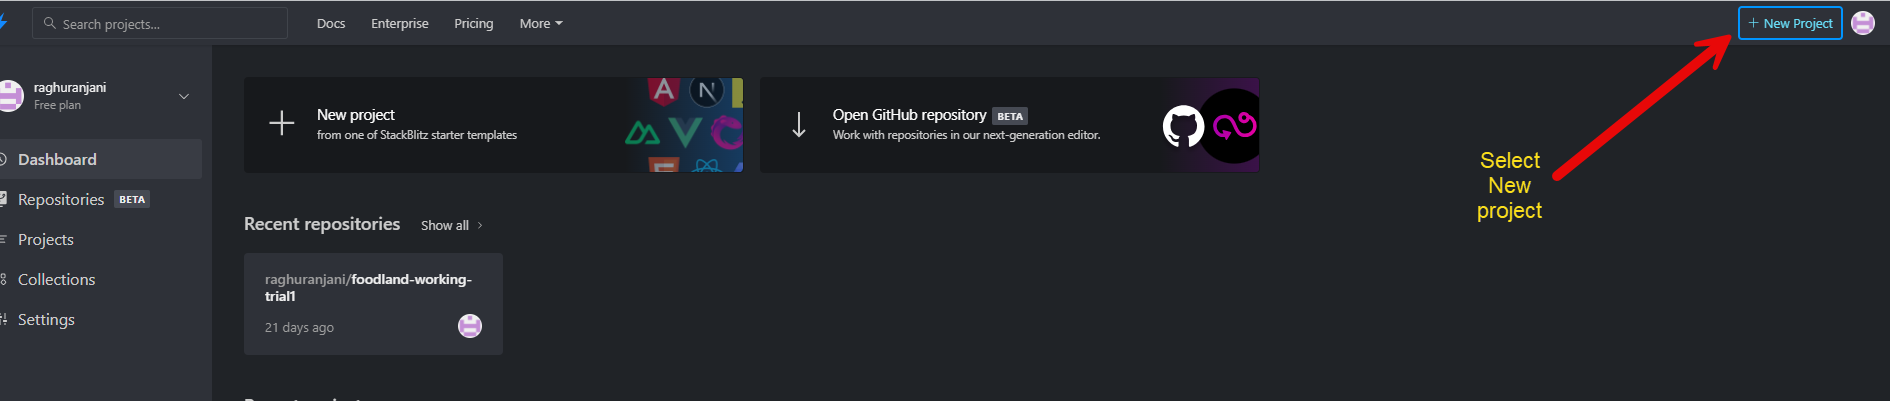 Search projects...
Docs
Enterprise
Pricing
More
+ New Project
raghuranjani
Free plan
Dashboard
Repositories BETA
Projects
Collections
Settings
New project
from one of StackBlitz starter templates
Open GitHub repository BETA
Work with repositories in our next-generation editor.
Select
New
project
Recent repositories
Show all
raghuranjani/foodland-working-
trial1
21 days ago